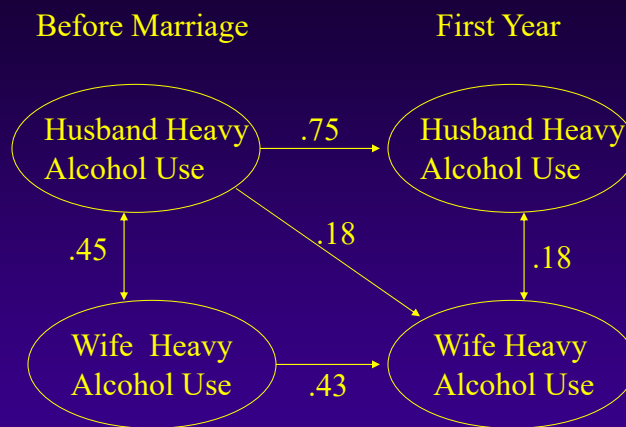 Before Marriage
First Year
Husband Heavy
Alcohol Use
.75
Husband Heavy
Alcohol Use
.45
.18
.18
Wife  Heavy
Alcohol Use
.43
Wife Heavy
Alcohol Use